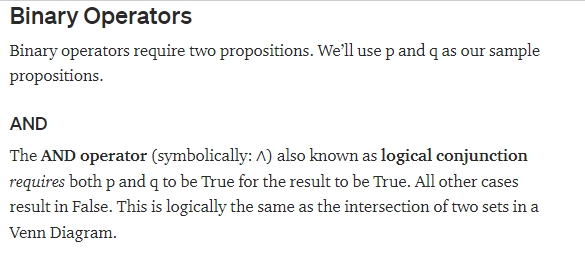 Binary Operators
Binary operators require two propositions. We'll use p and q as our sample
propositions.
AND
The AND operator (symbolically: ∧) also known as logical conjunction
requires both p and q to be True for the result to be True. All other cases
result in False. This is logically the same as the intersection of two sets in a
Venn Diagram.